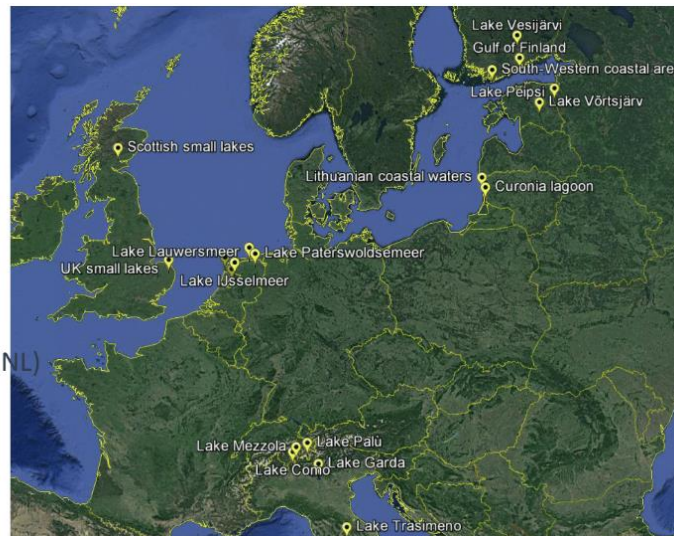 Lake Vesijärvi
Gulf of Finland
South-Western coastal are
Lake Peipsi
Lake Võrtsjärv
Scottish small lakes
Lithuanian coastal waters
Curonia lagoon
Lake Lauwersmeer
Lake Paterswoldsemeer
UK small lakes
Lake IJsselmeer
NL)
Lake Mezzola
Lake Palù
Lake Como
Lake Garda
Lake Trasimeno